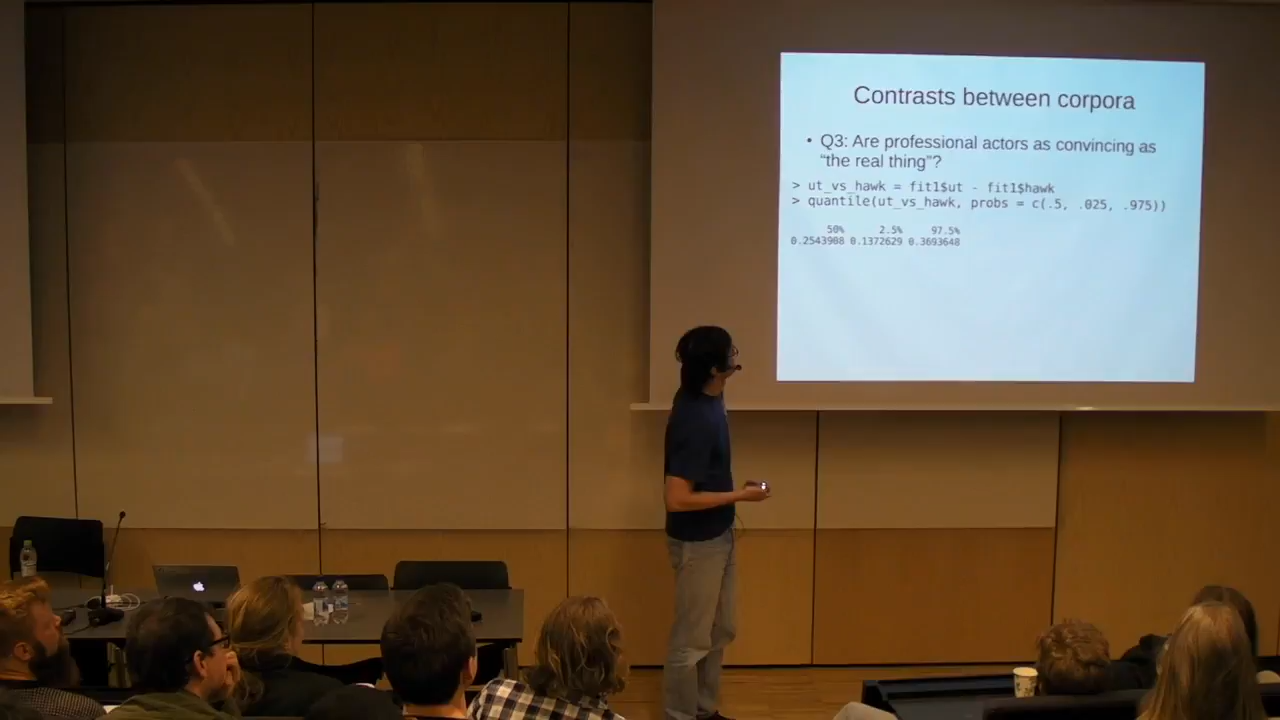 Contrasts between corpora
• Q3: Are professional actors as convincing as
“the real thing”?
> ut_vs_hawk = fit1$ut - fit1$hawk
> quantile(ut_vs_hawk, probs = c(.5, .025, .975))
50% 2.5% 97.5%
0.2543908 0.1372629 0.3693648